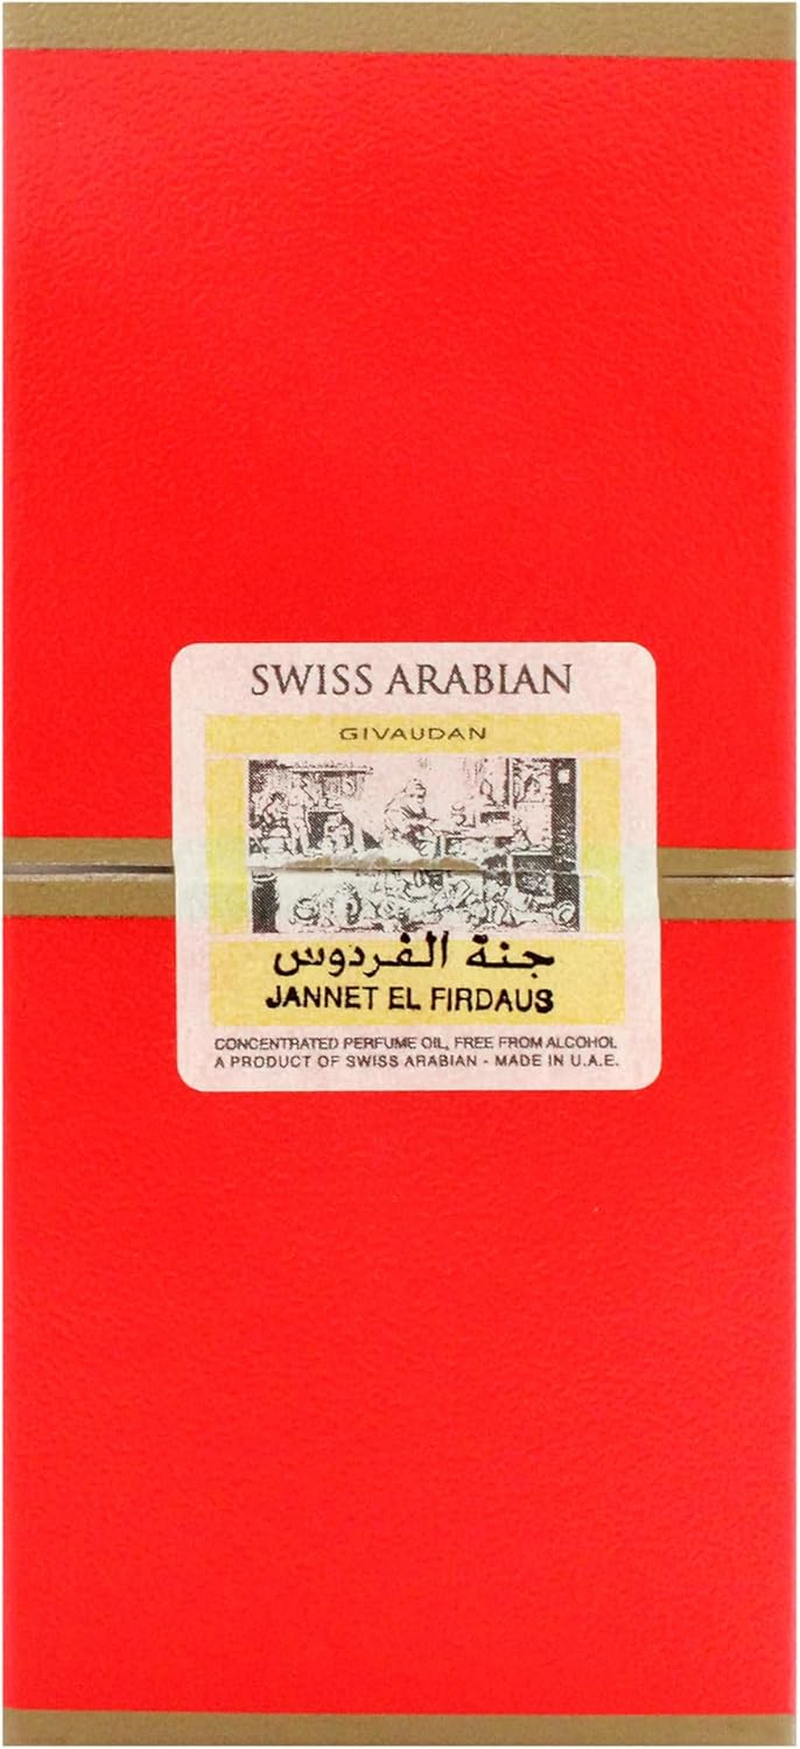 SWISS ARABIAN
GIVAUDAN
جنة الفردوس
JANNET EL FIRDAUS
CONCENTRATED PERFUME OIL, FREE FROM ALCOHOL
A PRODUCT OF SWISS ARABIAN - MADE IN U.A.E.